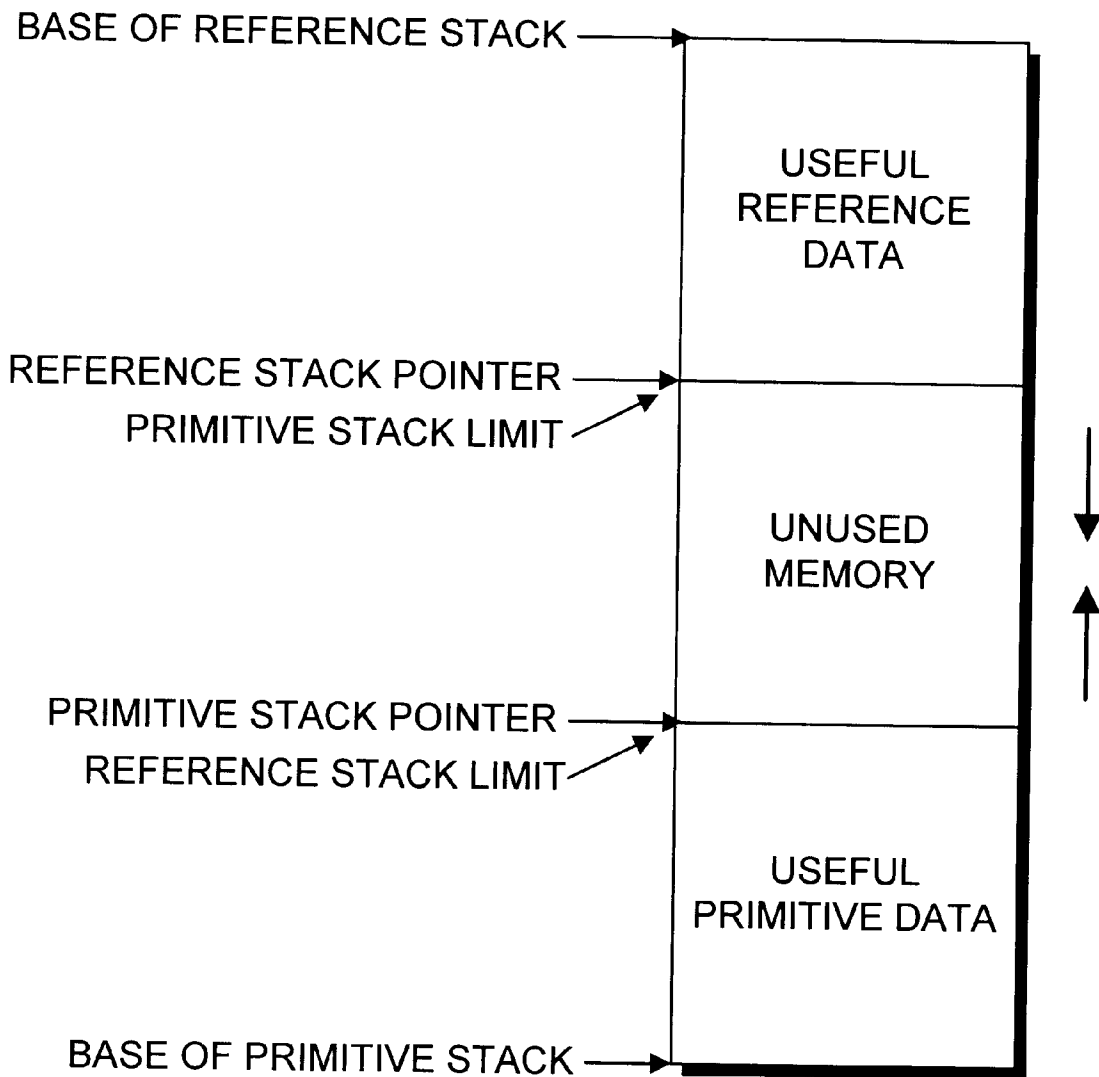 BASE OF REFERENCE STACK
USEFUL
REFERENCE
DATA
REFERENCE STACK POINTER
PRIMITIVE STACK LIMIT
UNUSED
MEMORY
PRIMITIVE STACK POINTER
REFERENCE STACK LIMIT
USEFUL
PRIMITIVE DATA
BASE OF PRIMITIVE STACK